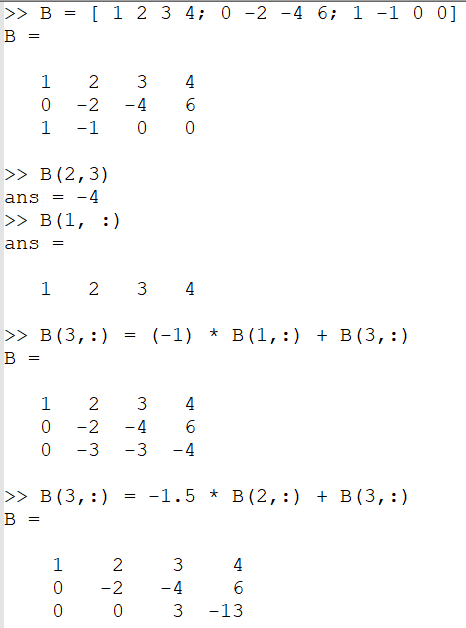 >> B = [ 1 2 3 4; 0 -2 -4 6; 1 -1 0 0]
B =
1 2 3 4
0 -2 -4 6
1 -1 0 0
>> B(2,3)
ans = -4
>> B(1, :)
ans =
1 2 3 4
>> B(3,:) = (-1) * B(1,:) + B(3,:)
B =
1 2 3 4
0 -2 -4 6
0 -3 -3 -4
>> B(3,:) = -1.5 * B(2,:) + B(3,:)
B =
1 2 3 4
0 -2 -4 6
0 0 3 -13